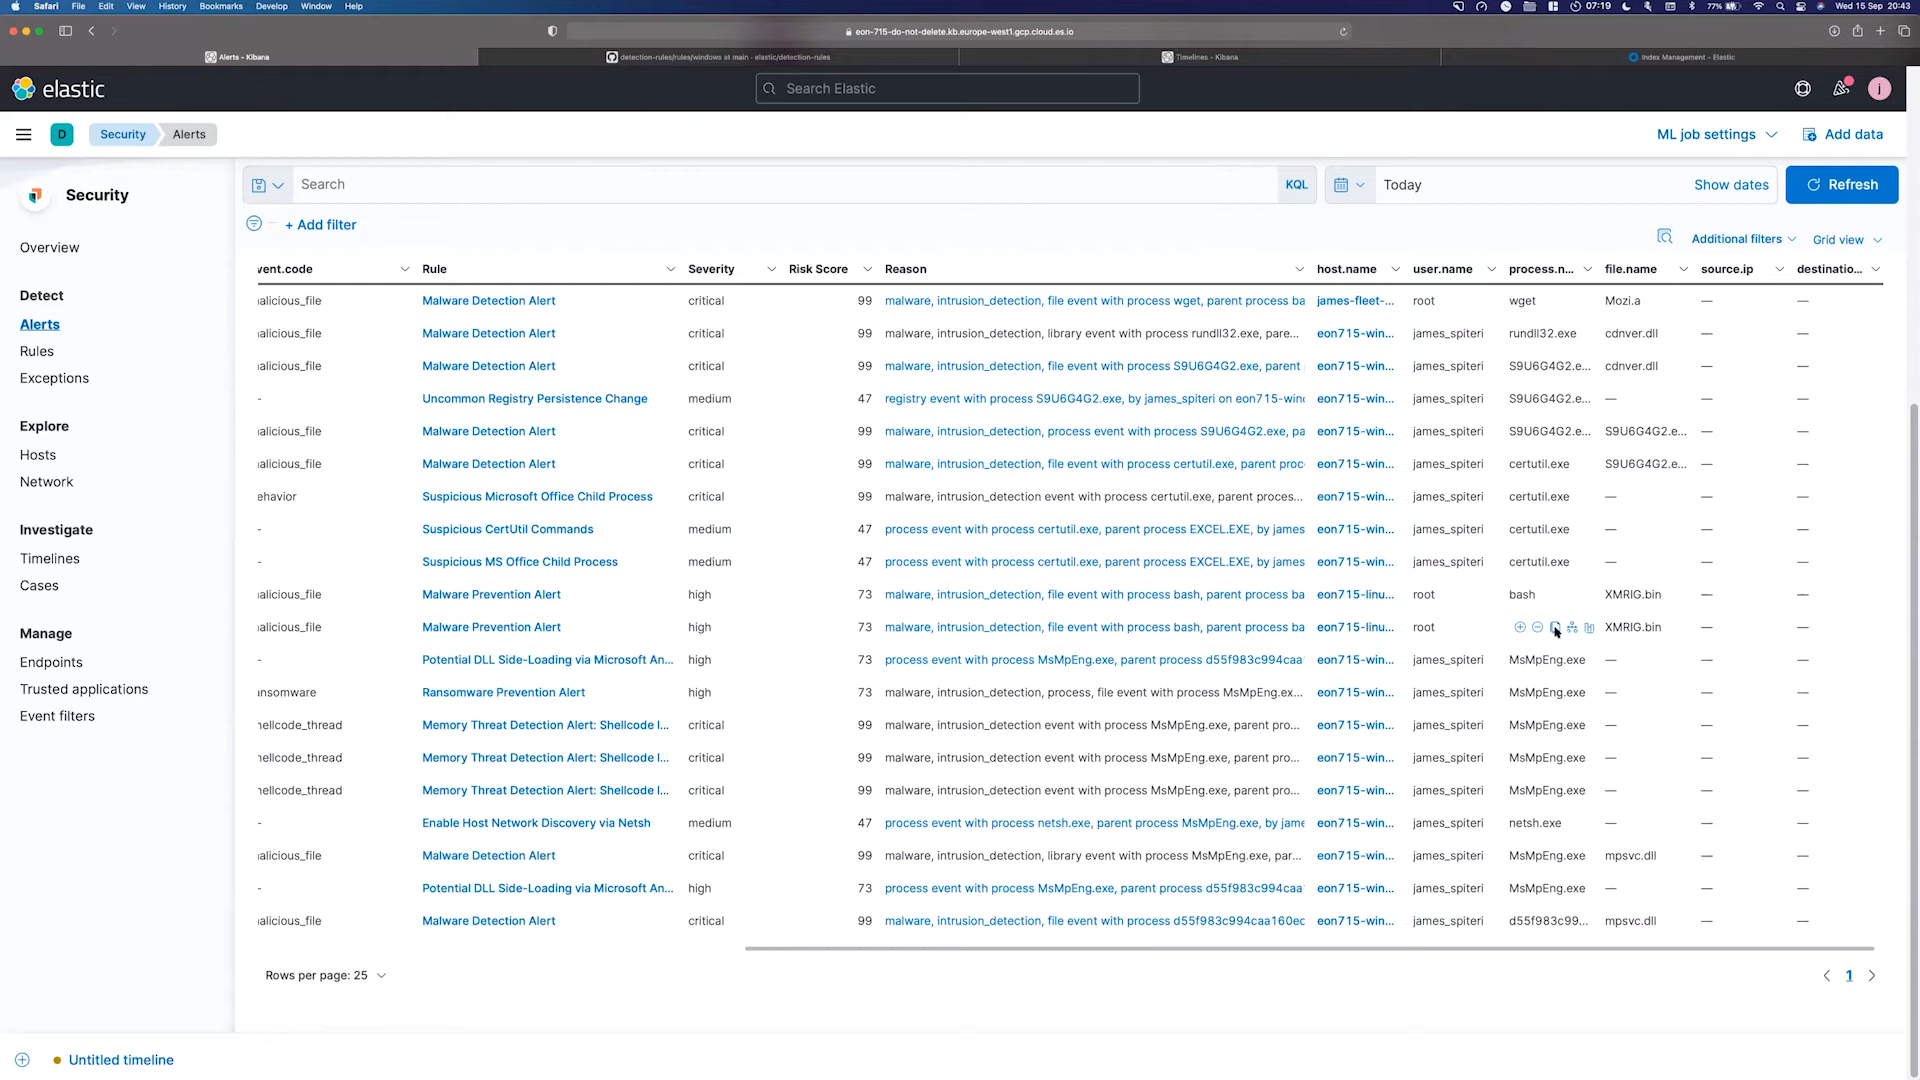 Safari File Edit View History Bookmarks Develop Window Help 07:19 77% Wed 15 Sep 20:43
eon-715-do-not-delete.kb.europe-west1.gcp.cloud.es.io
Alerts - Kibana detection-rules/rules/windows at main · elastic/detection-rules Timelines - Kibana Index Management - Elastic
elastic Search Elastic j
D Security Alerts ML job settings Add data
Security
Overview
Detect
Alerts
Rules
Exceptions
Explore
Hosts
Network
Investigate
Timelines
Cases
Manage
Endpoints
Trusted applications
Event filters
Search KQL Today Show dates Refresh
+ Add filter
Additional filters Grid view
vent.code Rule Severity Risk Score Reason host.name user.name process.n... file.name source.ip destinatio...
alicious_file Malware Detection Alert critical 99 malware, intrusion_detection, file event with process wget, parent process ba james-fleet-... root wget Mozi.a — —
alicious_file Malware Detection Alert critical 99 malware, intrusion_detection, library event with process rundll32.exe, pare... eon715-win... james_spiteri rundll32.exe cdnver.dll — —
alicious_file Malware Detection Alert critical 99 malware, intrusion_detection, file event with process S9U6G4G2.exe, parent eon715-win... james_spiteri S9U6G4G2.e... cdnver.dll — —
- Uncommon Registry Persistence Change medium 47 registry event with process S9U6G4G2.exe, by james_spiteri on eon715-wind eon715-win... james_spiteri S9U6G4G2.e... — — —
alicious_file Malware Detection Alert critical 99 malware, intrusion_detection, process event with process S9U6G4G2.exe, pa eon715-win... james_spiteri S9U6G4G2.e... S9U6G4G2.e... — —
alicious_file Malware Detection Alert critical 99 malware, intrusion_detection, file event with process certutil.exe, parent proc eon715-win... james_spiteri certutil.exe S9U6G4G2.e... — —
ehavior Suspicious Microsoft Office Child Process critical 99 malware, intrusion_detection event with process certutil.exe, parent proces... eon715-win... james_spiteri certutil.exe — — —
- Suspicious CertUtil Commands medium 47 process event with process certutil.exe, parent process EXCEL.EXE, by james eon715-win... james_spiteri certutil.exe — — —
- Suspicious MS Office Child Process medium 47 process event with process certutil.exe, parent process EXCEL.EXE, by james eon715-win... james_spiteri certutil.exe — — —
alicious_file Malware Prevention Alert high 73 malware, intrusion_detection, file event with process bash, parent process ba eon715-linu... root bash XMRIG.bin — —
alicious_file Malware Prevention Alert high 73 malware, intrusion_detection, file event with process bash, parent process ba eon715-linu... root XMRIG.bin — —
- Potential DLL Side-Loading via Microsoft An... high 73 process event with process MsMpEng.exe, parent process d55f983c994caa eon715-win... james_spiteri MsMpEng.exe — — —
ansomware Ransomware Prevention Alert high 73 malware, intrusion_detection, process, file event with process MsMpEng.ex... eon715-win... james_spiteri MsMpEng.exe — — —
hellcode_thread Memory Threat Detection Alert: Shellcode I... critical 99 malware, intrusion_detection event with process MsMpEng.exe, parent pro... eon715-win... james_spiteri MsMpEng.exe — — —
hellcode_thread Memory Threat Detection Alert: Shellcode I... critical 99 malware, intrusion_detection event with process MsMpEng.exe, parent pro... eon715-win... james_spiteri MsMpEng.exe — — —
hellcode_thread Memory Threat Detection Alert: Shellcode I... critical 99 malware, intrusion_detection event with process MsMpEng.exe, parent pro... eon715-win... james_spiteri MsMpEng.exe — — —
- Enable Host Network Discovery via Netsh medium 47 process event with process netsh.exe, parent process MsMpEng.exe, by jame eon715-win... james_spiteri netsh.exe — — —
alicious_file Malware Detection Alert critical 99 malware, intrusion_detection, library event with process MsMpEng.exe, par... eon715-win... james_spiteri MsMpEng.exe mpsvc.dll — —
- Potential DLL Side-Loading via Microsoft An... high 73 process event with process MsMpEng.exe, parent process d55f983c994caa eon715-win... james_spiteri MsMpEng.exe — — —
alicious_file Malware Detection Alert critical 99 malware, intrusion_detection, file event with process d55f983c994caa160ec eon715-win... james_spiteri d55f983c99... mpsvc.dll — —
Rows per page: 25 1
Untitled timeline